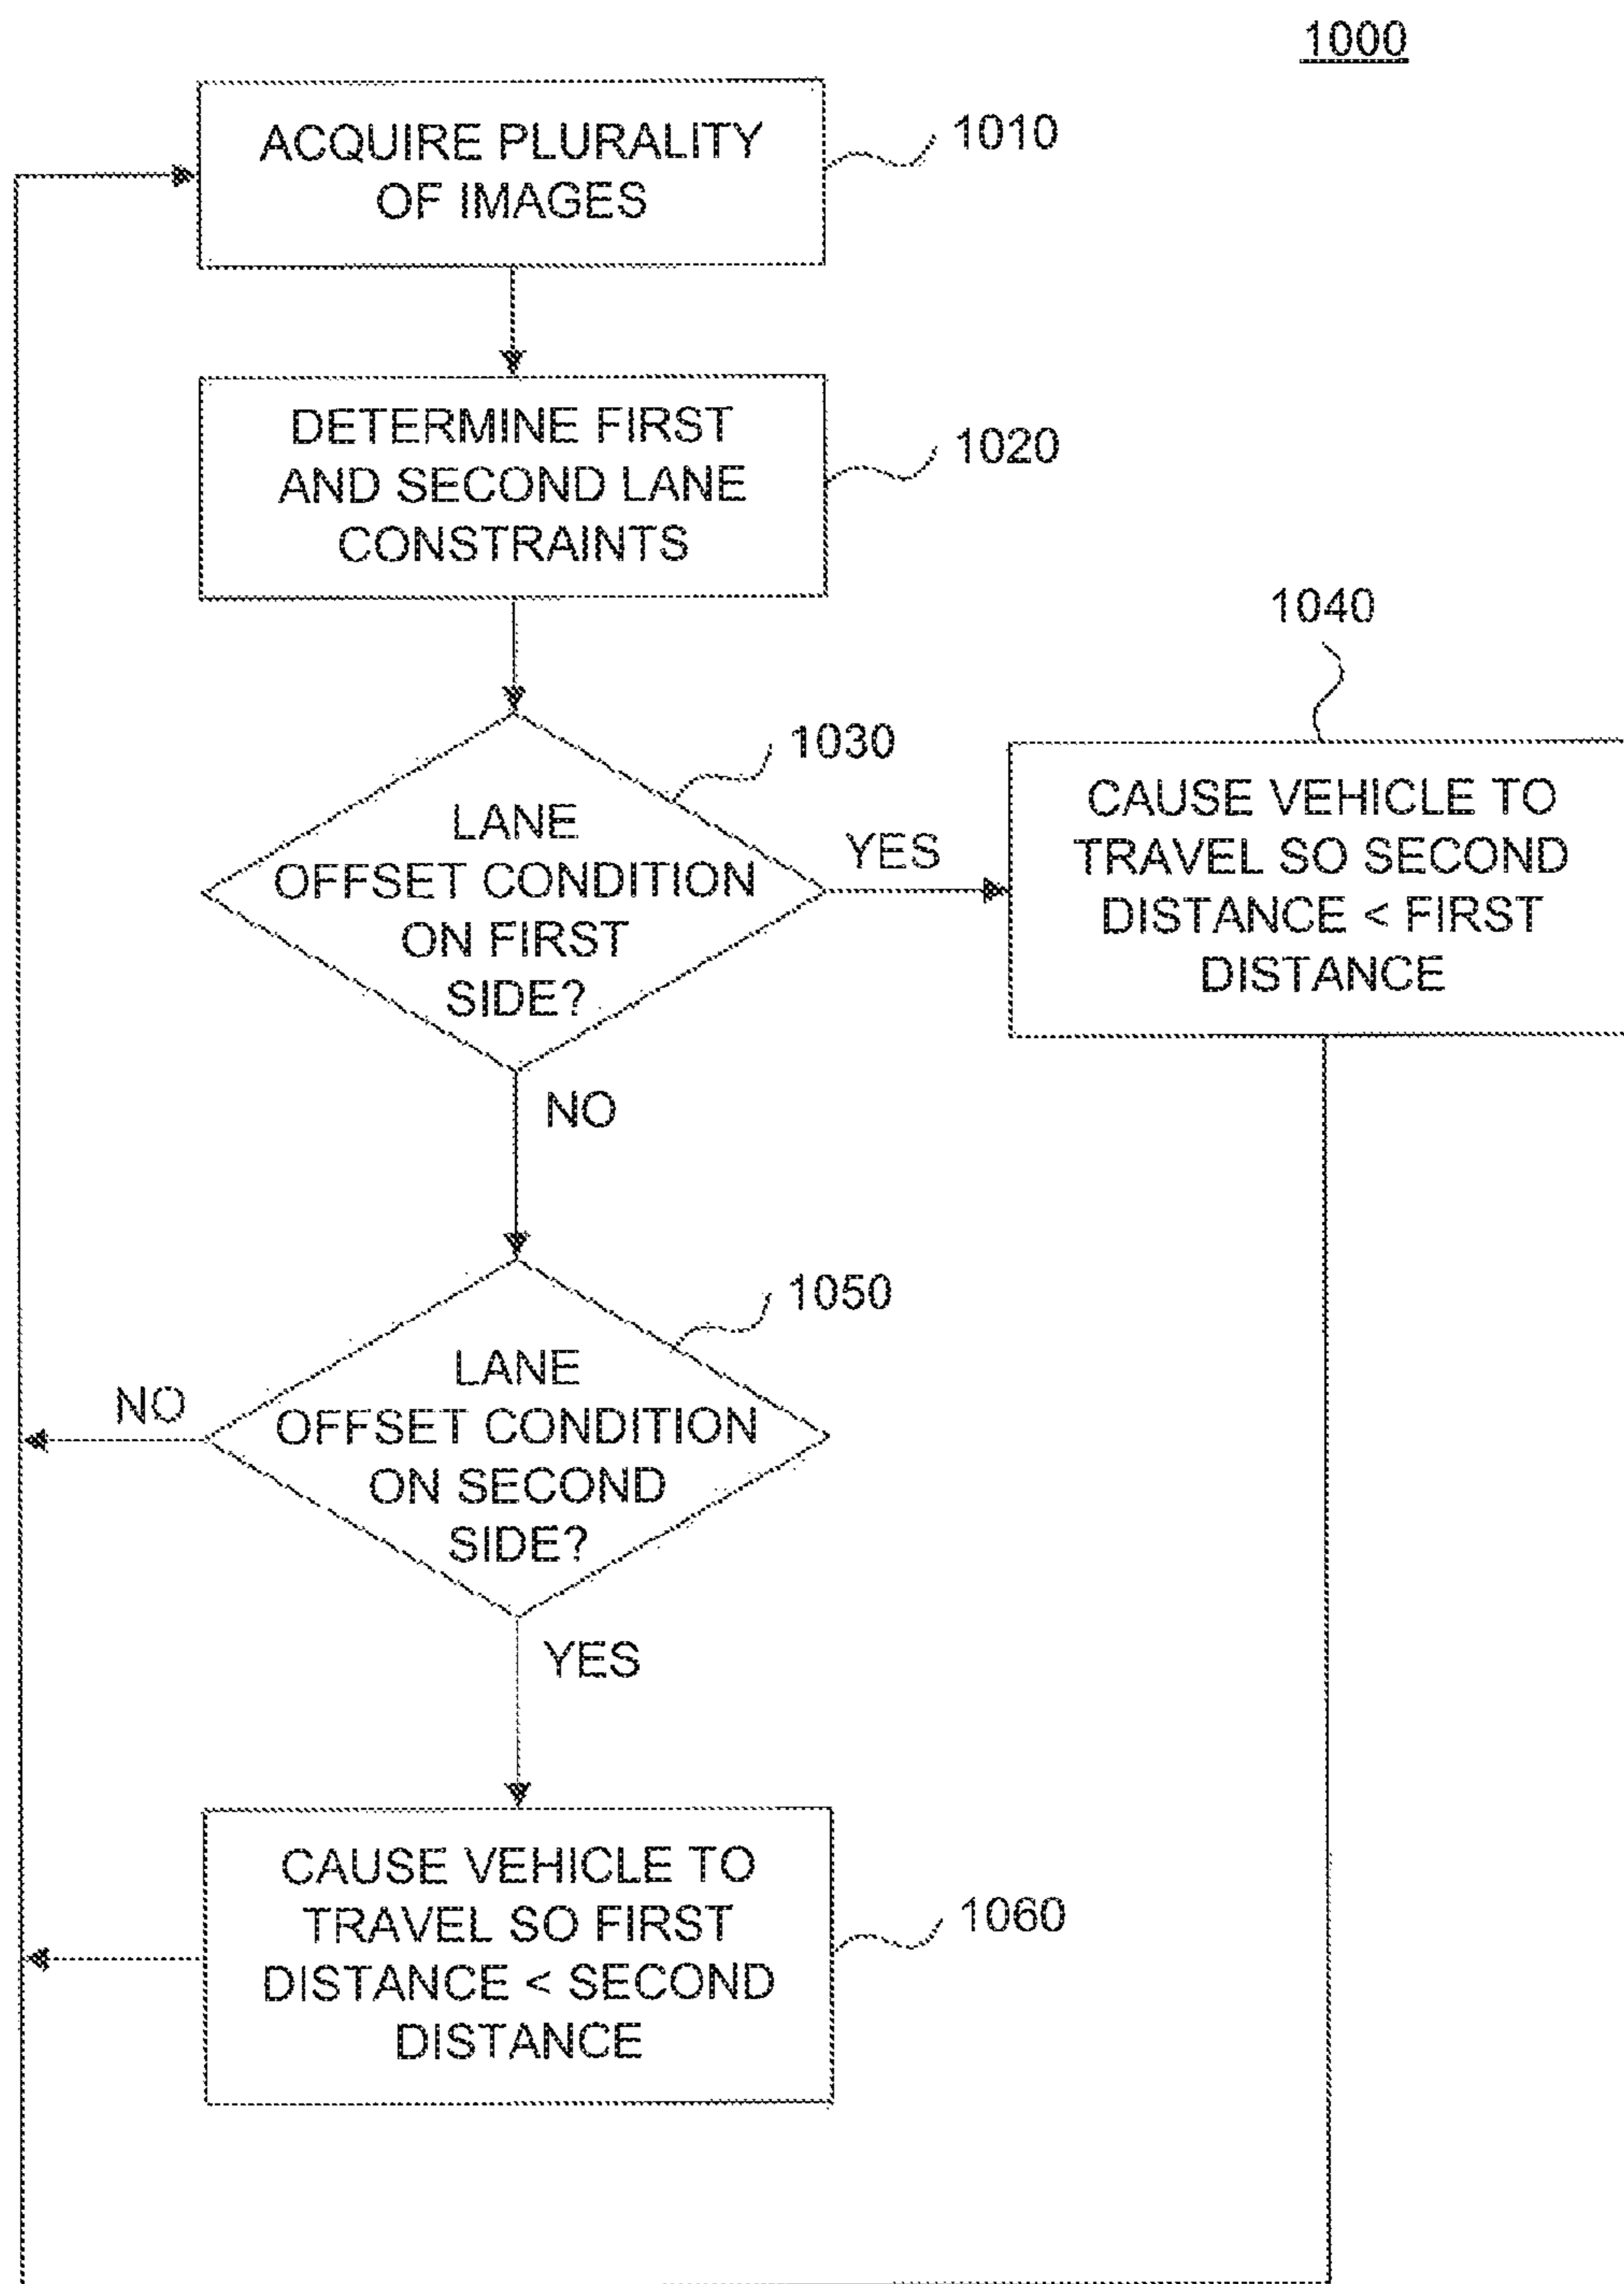 1000
ACQUIRE PLURALITY
OF IMAGES
1010
DETERMINE FIRST
AND SECOND LANE
CONSTRAINTS
1020
LANE
OFFSET CONDITION
ON FIRST
SIDE?
1030
YES
1040
CAUSE VEHICLE TO
TRAVEL SO SECOND
DISTANCE < FIRST
DISTANCE
NO
LANE
OFFSET CONDITION
ON SECOND
SIDE?
1050
NO
YES
CAUSE VEHICLE TO
TRAVEL SO FIRST
DISTANCE < SECOND
DISTANCE
1060